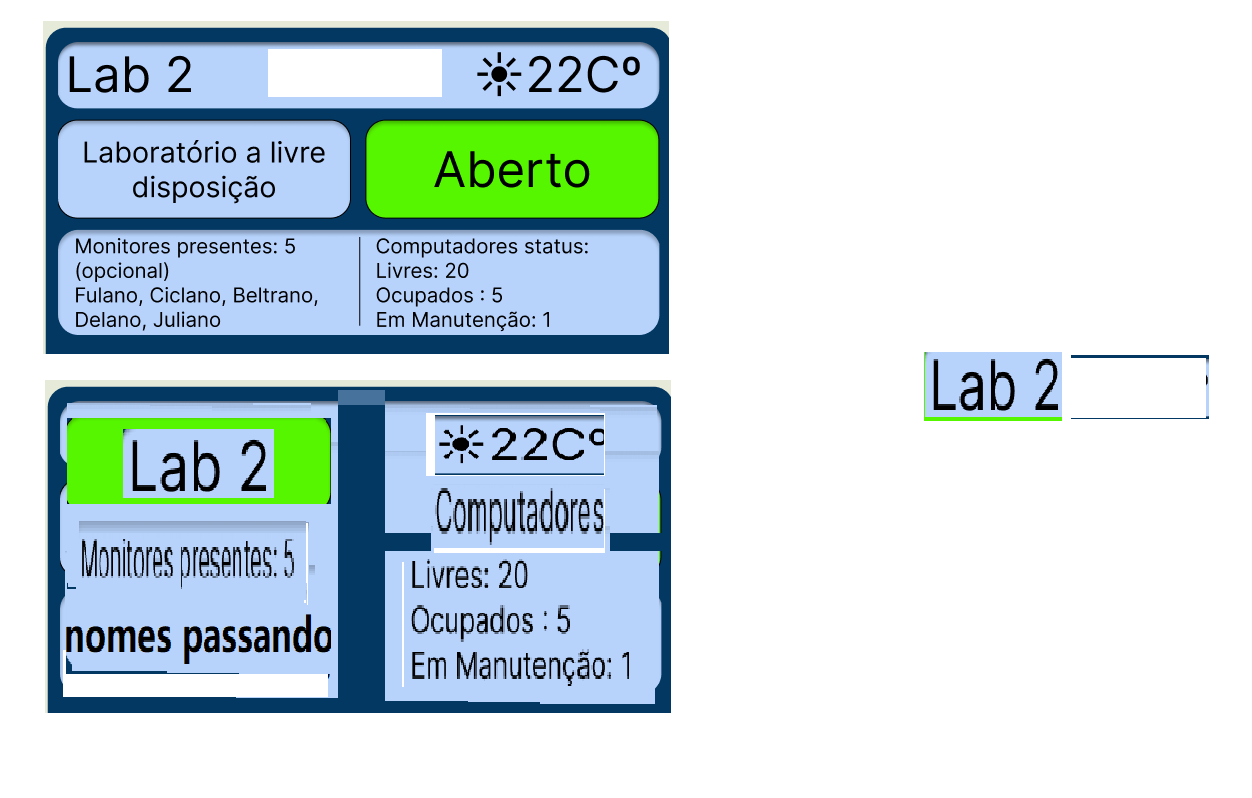 Lab 2
☀22Cº
Laboratório a livre
disposição
Aberto
Monitores presentes: 5
(opcional)
Fulano, Ciclano, Beltrano,
Delano, Juliano
Computadores status:
Livres: 20
Ocupados : 5
Em Manutenção: 1
Lab 2
Monitores presentes: 5
nomes passando
☀22Cº
Computadores
Livres: 20
Ocupados : 5
Em Manutenção: 1
Lab 2